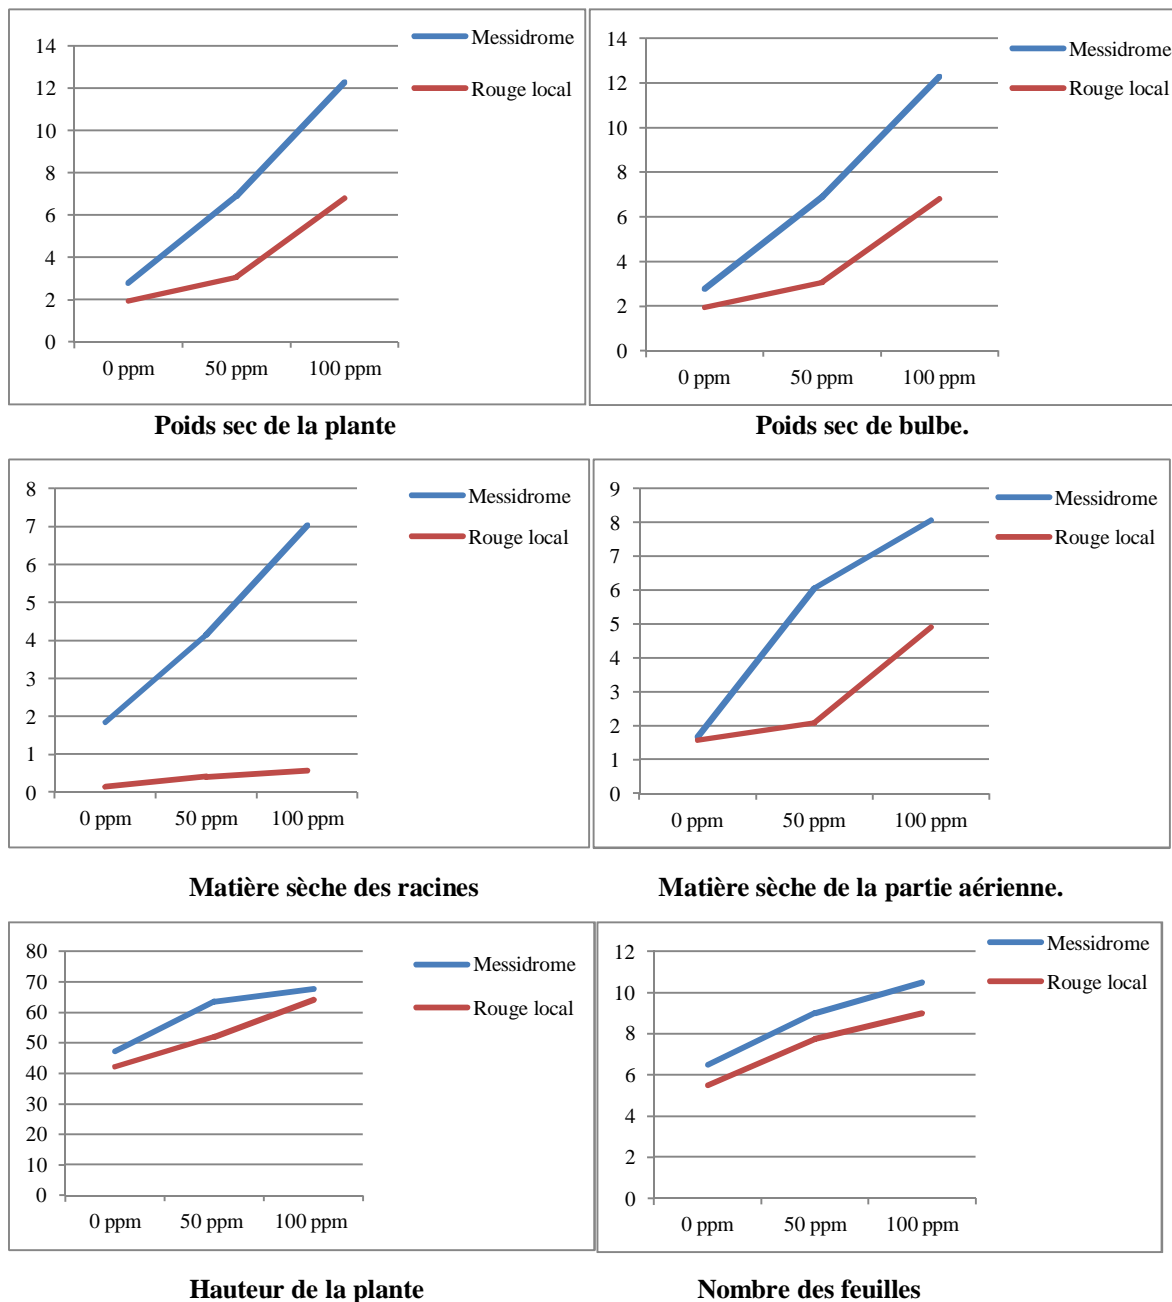 14
12
10
8
6
4
2
0
0 ppm 50 ppm 100 ppm
Messidrome
Rouge local
Poids sec de la plante
14
12
10
8
6
4
2
0
0 ppm 50 ppm 100 ppm
Messidrome
Rouge local
Poids sec de bulbe.
8
7
6
5
4
3
2
1
0
0 ppm 50 ppm 100 ppm
Messidrome
Rouge local
Matière sèche des racines
9
8
7
6
5
4
3
2
1
0
0 ppm 50 ppm 100 ppm
Messidrome
Rouge local
Matière sèche de la partie aérienne.
80
70
60
50
40
30
20
10
0
0 ppm 50 ppm 100 ppm
Messidrome
Rouge local
Hauteur de la plante
12
10
8
6
4
2
0
0 ppm 50 ppm 100 ppm
Messidrome
Rouge local
Nombre des feuilles